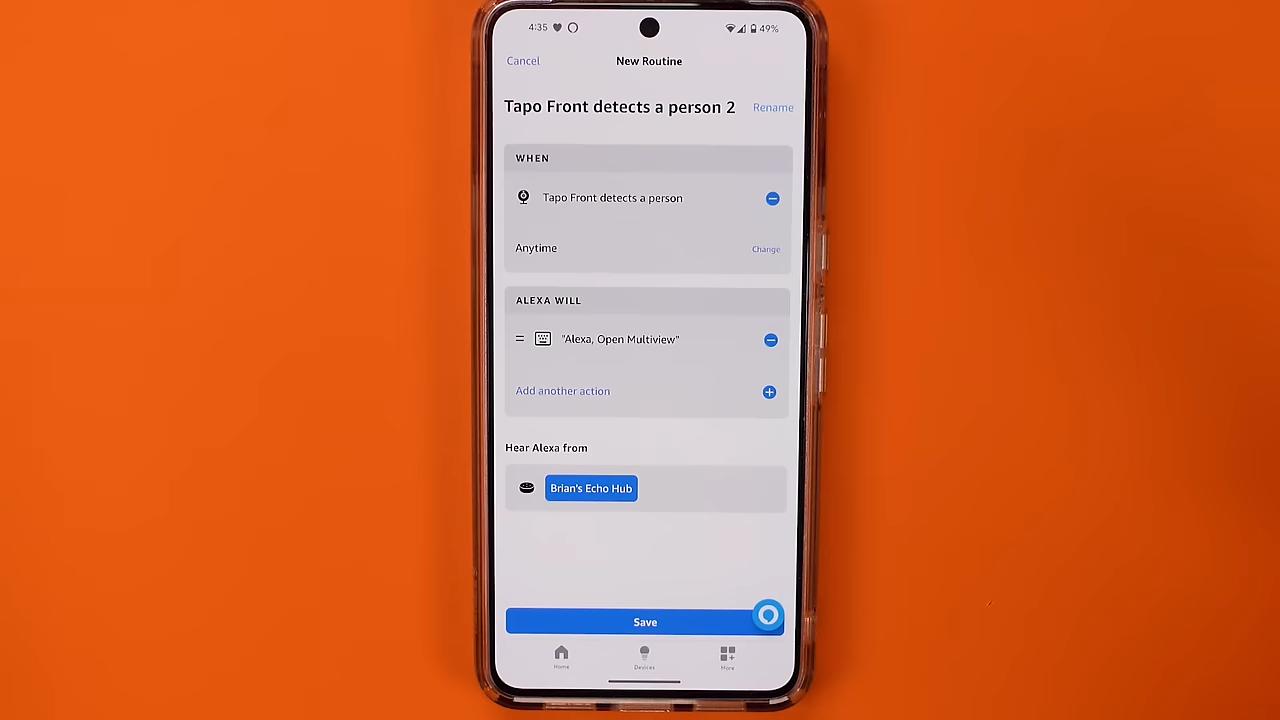 4:35 49%
Cancel New Routine
Tapo Front detects a person 2 Rename
WHEN
Tapo Front detects a person
Anytime Change
ALEXA WILL
"Alexa, Open Multiview"
Add another action
Hear Alexa from
Brian's Echo Hub
Save
Home Devices More